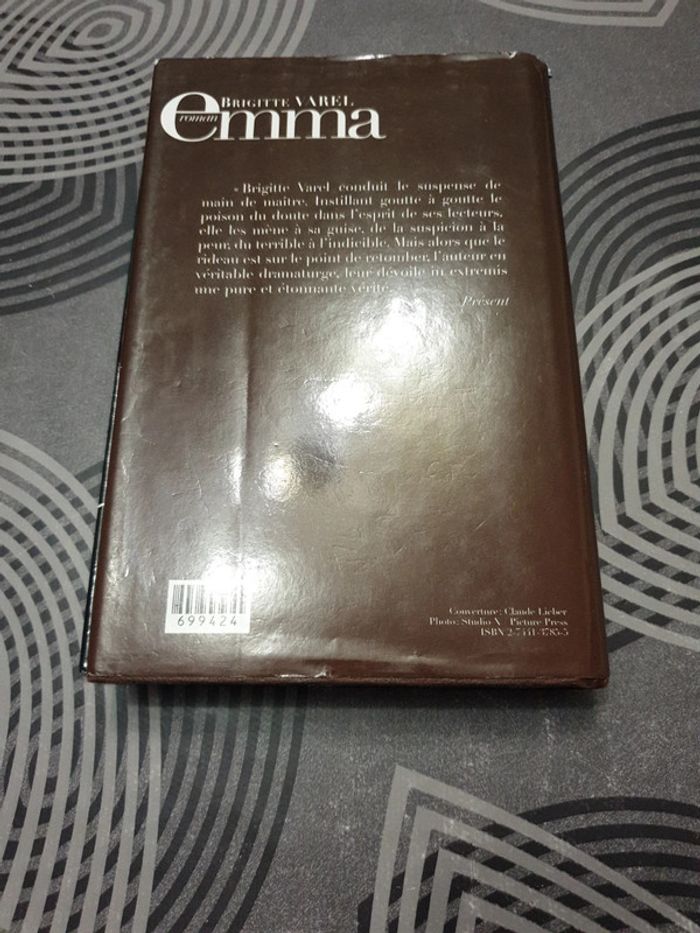 BRIGITTE VAREL
roman
emma
« Brigitte Varel conduit le suspense de
main de maître. Instillant goutte à goutte le
poison du doute dans l'esprit de ses lecteurs,
elle les mène à sa guise, de la suspicion à la
peur, du terrible à l'indicible. Mais alors que le
rideau est sur le point de retomber, l'auteur en
véritable dramaturge, leur dévoile in extremis
une pure et étonnante vérité.
Présent
699424
Couverture : Claude Lieber
Photo : Studio X Picture Press
ISBN 2-7441-3785-5